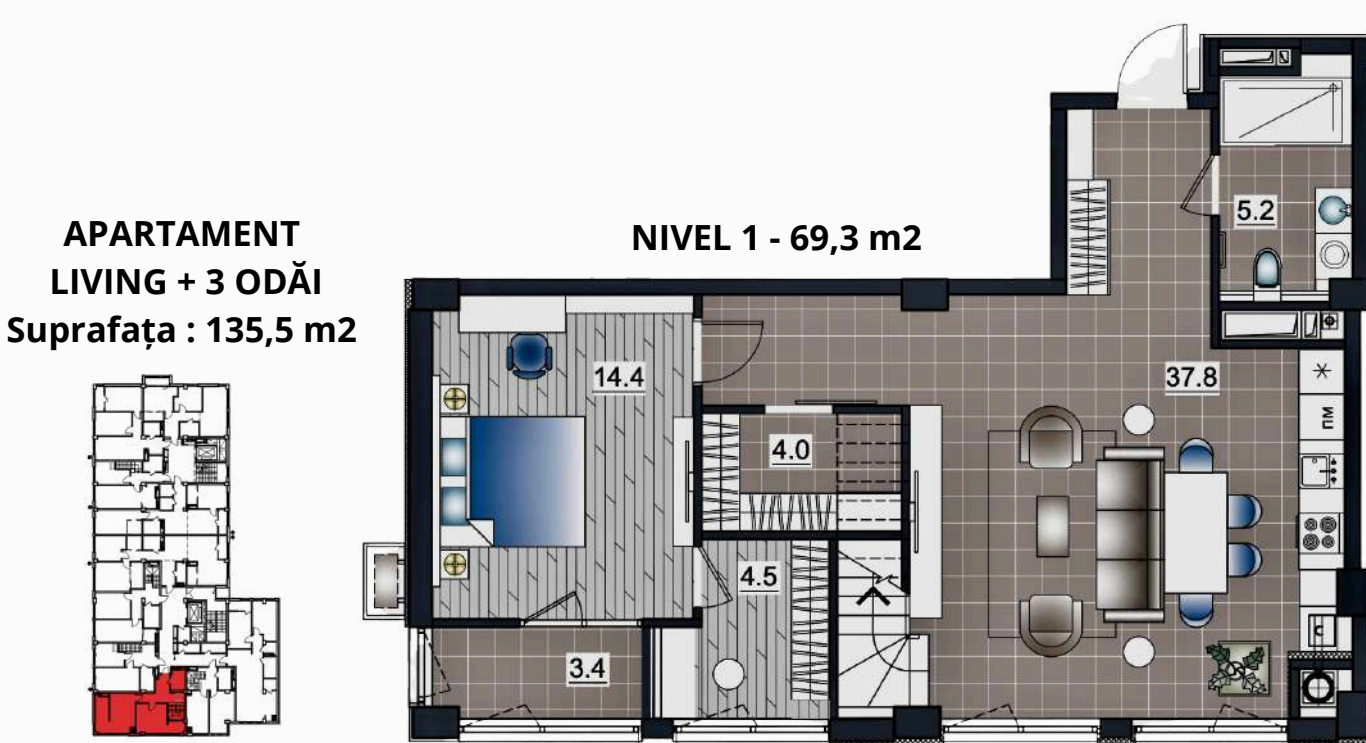 APARTAMENT
LIVING + 3 ODĂI
Suprafața : 135,5 m2
NIVEL 1 - 69,3 m2
5.2
14.4
37.8
ПМ
4.0
4.5
3.4
С